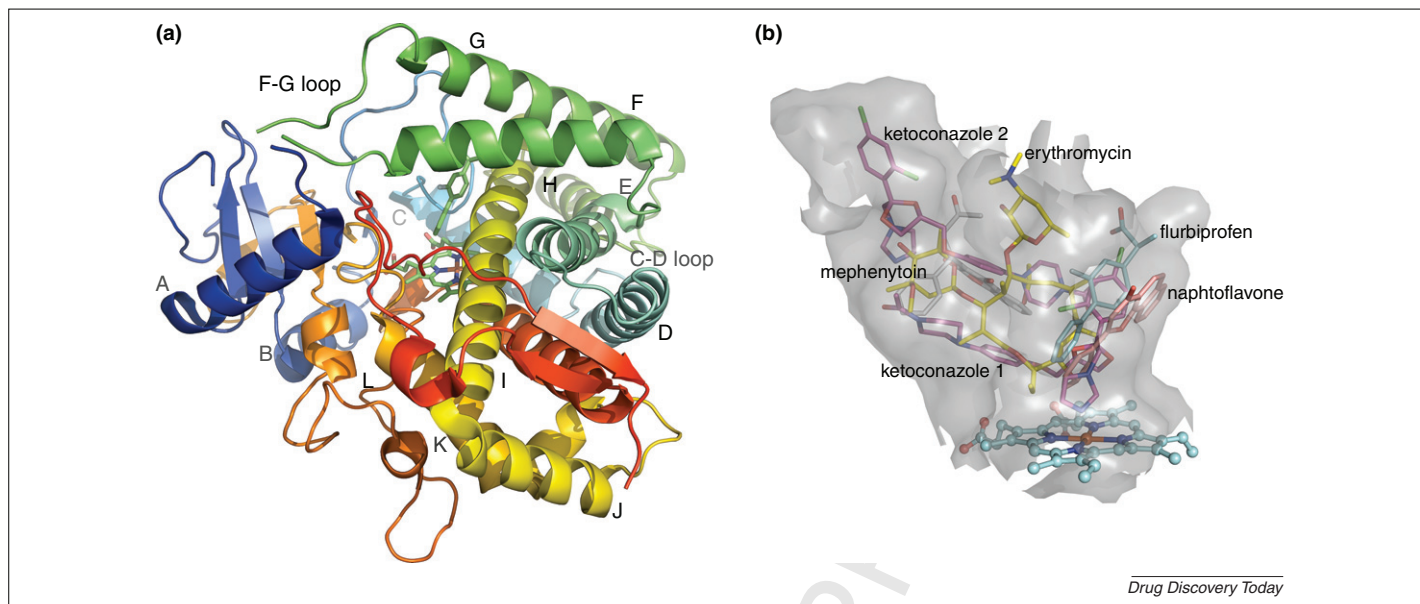 (a)
G
F-G loop
F
H
E
C
C-D loop
A
D
B
L
I
K
J
(b)
ketoconazole 2
erythromycin
flurbiprofen
mephenytoin
naphtoflavone
ketoconazole 1
Drug Discovery Today